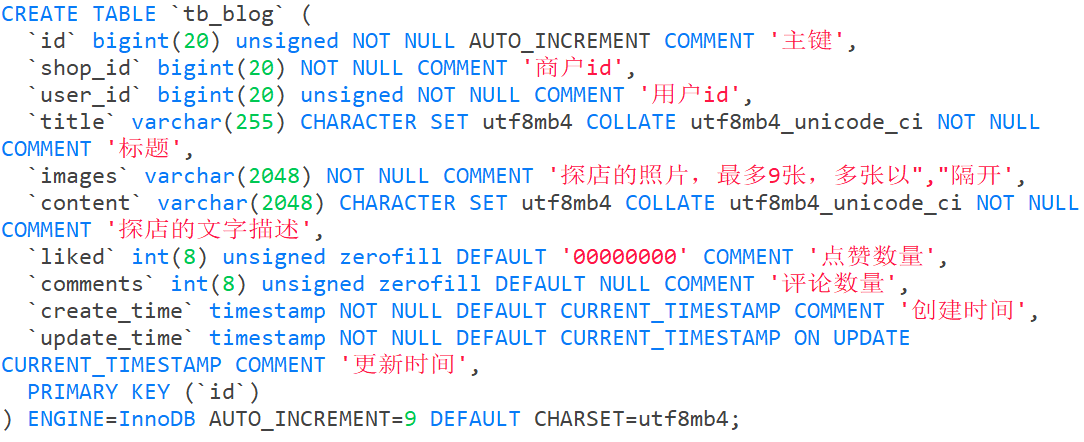 CREATE TABLE `tb_blog` (
  `id` bigint(20) unsigned NOT NULL AUTO_INCREMENT COMMENT '主键',
  `shop_id` bigint(20) NOT NULL COMMENT '商户id',
  `user_id` bigint(20) unsigned NOT NULL COMMENT '用户id',
  `title` varchar(255) CHARACTER SET utf8mb4 COLLATE utf8mb4_unicode_ci NOT NULL
COMMENT '标题',
  `images` varchar(2048) NOT NULL COMMENT '探店的照片，最多9张，多张以","隔开',
  `content` varchar(2048) CHARACTER SET utf8mb4 COLLATE utf8mb4_unicode_ci NOT NULL
COMMENT '探店的文字描述',
  `liked` int(8) unsigned zerofill DEFAULT '00000000' COMMENT '点赞数量',
  `comments` int(8) unsigned zerofill DEFAULT NULL COMMENT '评论数量',
  `create_time` timestamp NOT NULL DEFAULT CURRENT_TIMESTAMP COMMENT '创建时间',
  `update_time` timestamp NOT NULL DEFAULT CURRENT_TIMESTAMP ON UPDATE
CURRENT_TIMESTAMP COMMENT '更新时间',
  PRIMARY KEY (`id`)
) ENGINE=InnoDB AUTO_INCREMENT=9 DEFAULT CHARSET=utf8mb4;